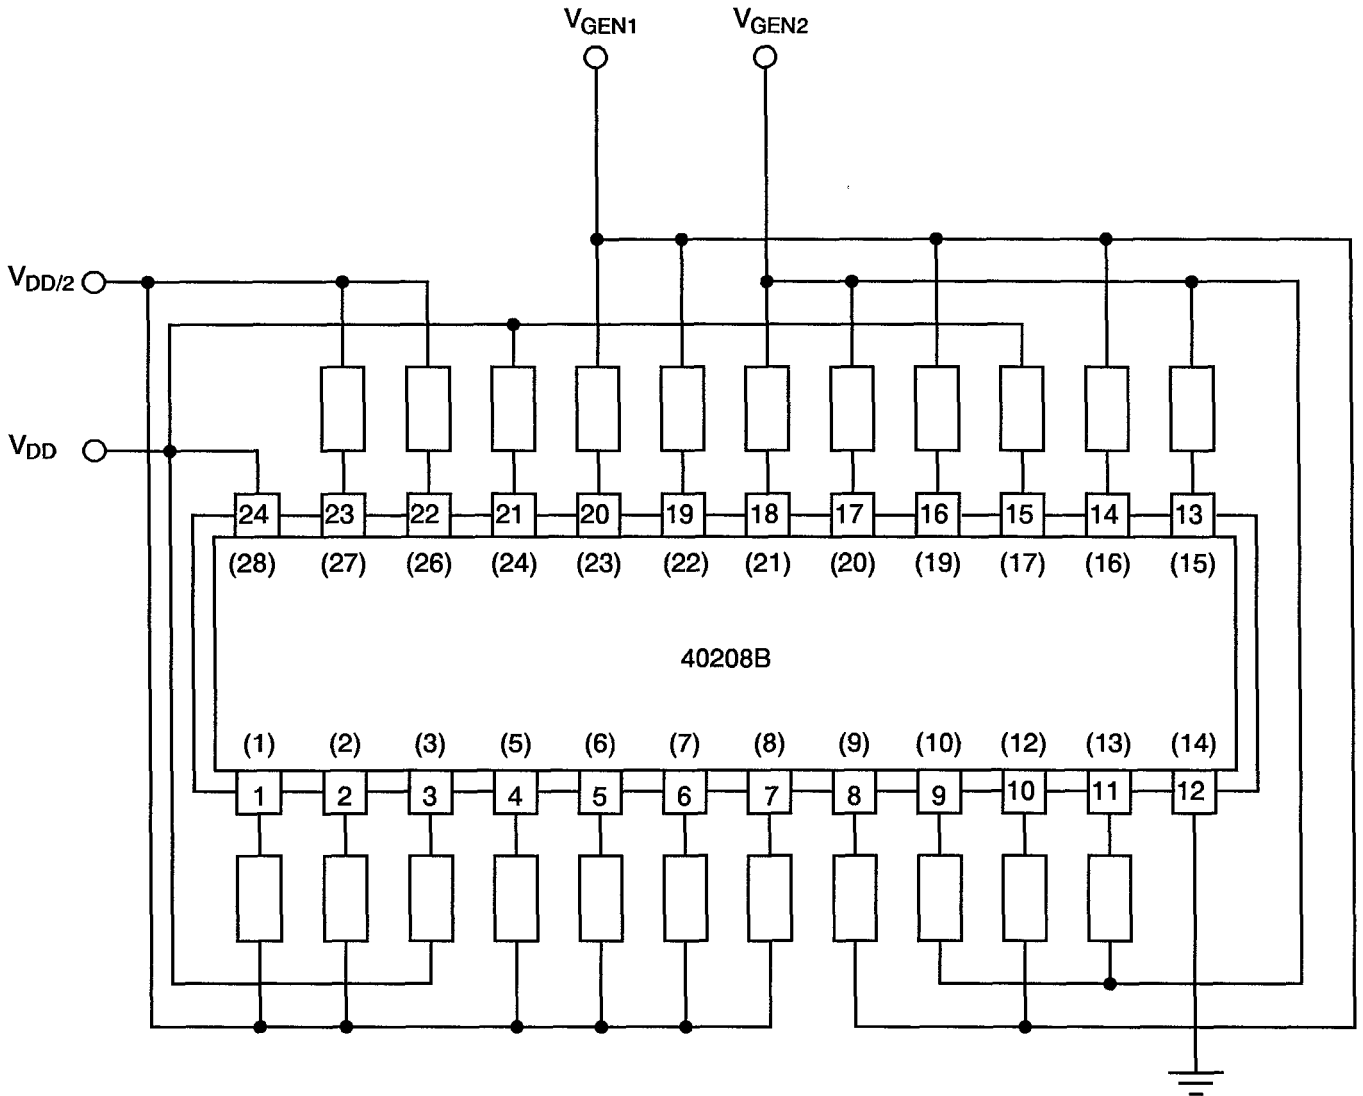 VGEN1 VGEN2
VDD/2
VDD
24 23 22 21 20 19 18 17 16 15 14 13
(28) (27) (26) (24) (23) (22) (21) (20) (19) (17) (16) (15)
40208B
(1) (2) (3) (5) (6) (7) (8) (9) (10) (12) (13) (14)
1 2 3 4 5 6 7 8 9 10 11 12